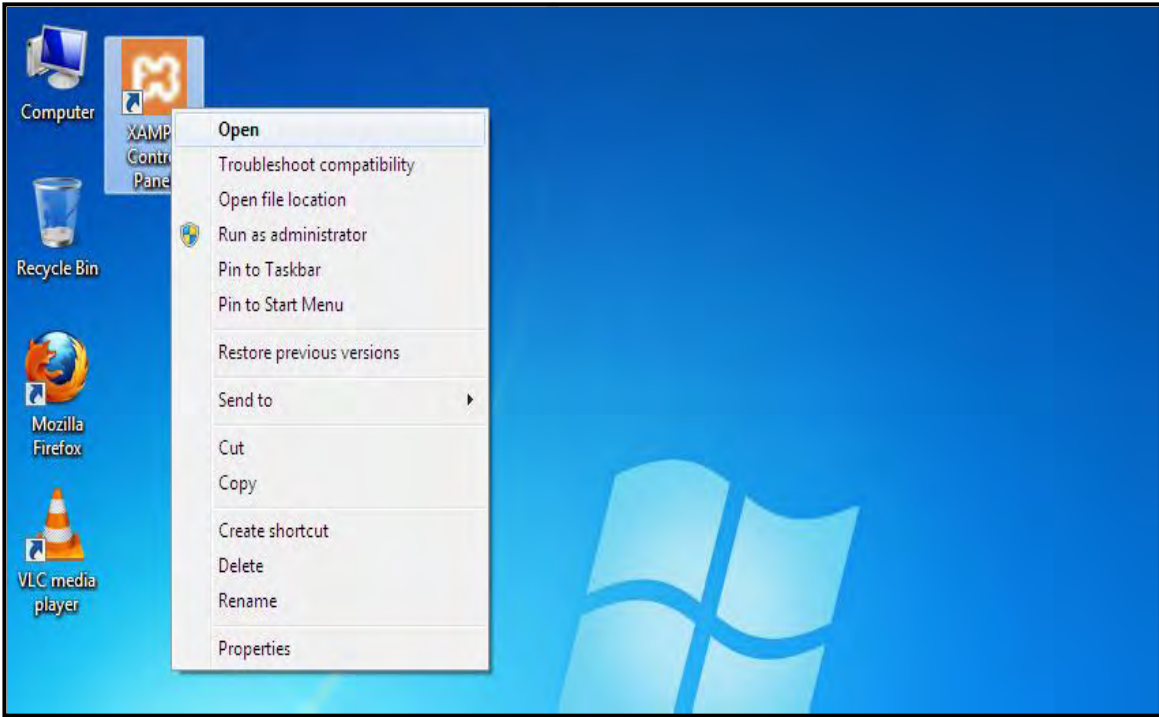 Computer
XAMP
Contr
Pane
Recycle Bin
Mozilla
Firefox
VLC media
player
Open
Troubleshoot compatibility
Open file location
Run as administrator
Pin to Taskbar
Pin to Start Menu
Restore previous versions
Send to
Cut
Copy
Create shortcut
Delete
Rename
Properties